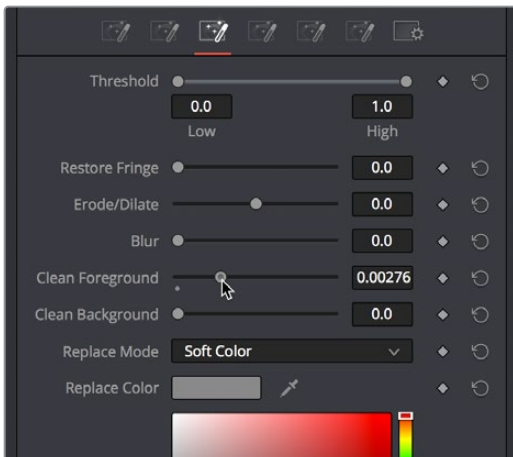 Threshold
0.0 1.0
Low High
Restore Fringe 0.0
Erode/Dilate 0.0
Blur 0.0
Clean Foreground 0.00276
Clean Background 0.0
Replace Mode Soft Color
Replace Color